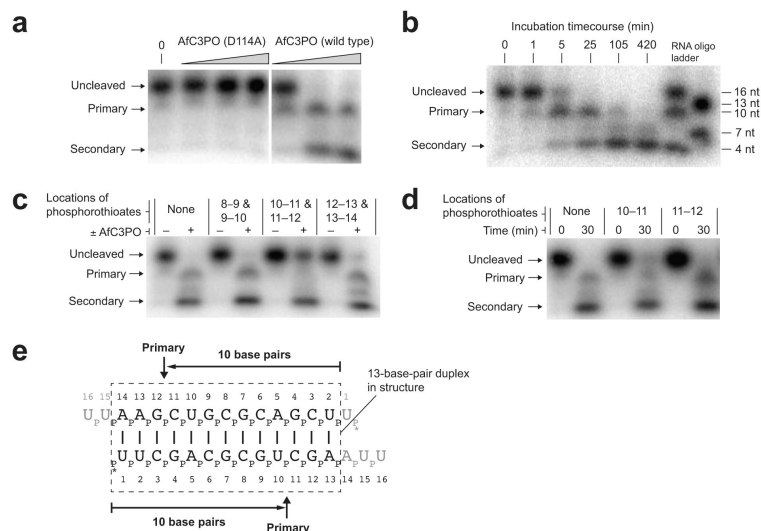 a
AfC3PO (D114A) AfC3PO (wild type)
0
Uncleaved
Primary
Secondary
b
Incubation timecourse (min)
0 1 5 25 105 420 RNA oligo ladder
Uncleaved
Primary
Secondary
16 nt
13 nt
10 nt
7 nt
4 nt
c
Locations of phosphorothioates
None
8–9 & 9–10
10–11 & 11–12
12–13 & 13–14
± AfC3PO – + – + – + – +
Uncleaved
Primary
Secondary
d
Locations of phosphorothioates
None 10–11 11–12
Time (min) 0 30 0 30 0 30
Uncleaved
Primary
Secondary
e
Primary
10 base pairs
13-base-pair duplex
in structure
16 15 14 13 12 11 10 9 8 7 6 5 4 3 2 1
U U A A G C U G C G C A G C U U
P P P P P P P P P P P P P P P P
*
U U C G A C G C G U C G A A U U
P P P P P P P P P P P P P P P P
*
1 2 3 4 5 6 7 8 9 10 11 12 13 14 15 16
10 base pairs
Primary